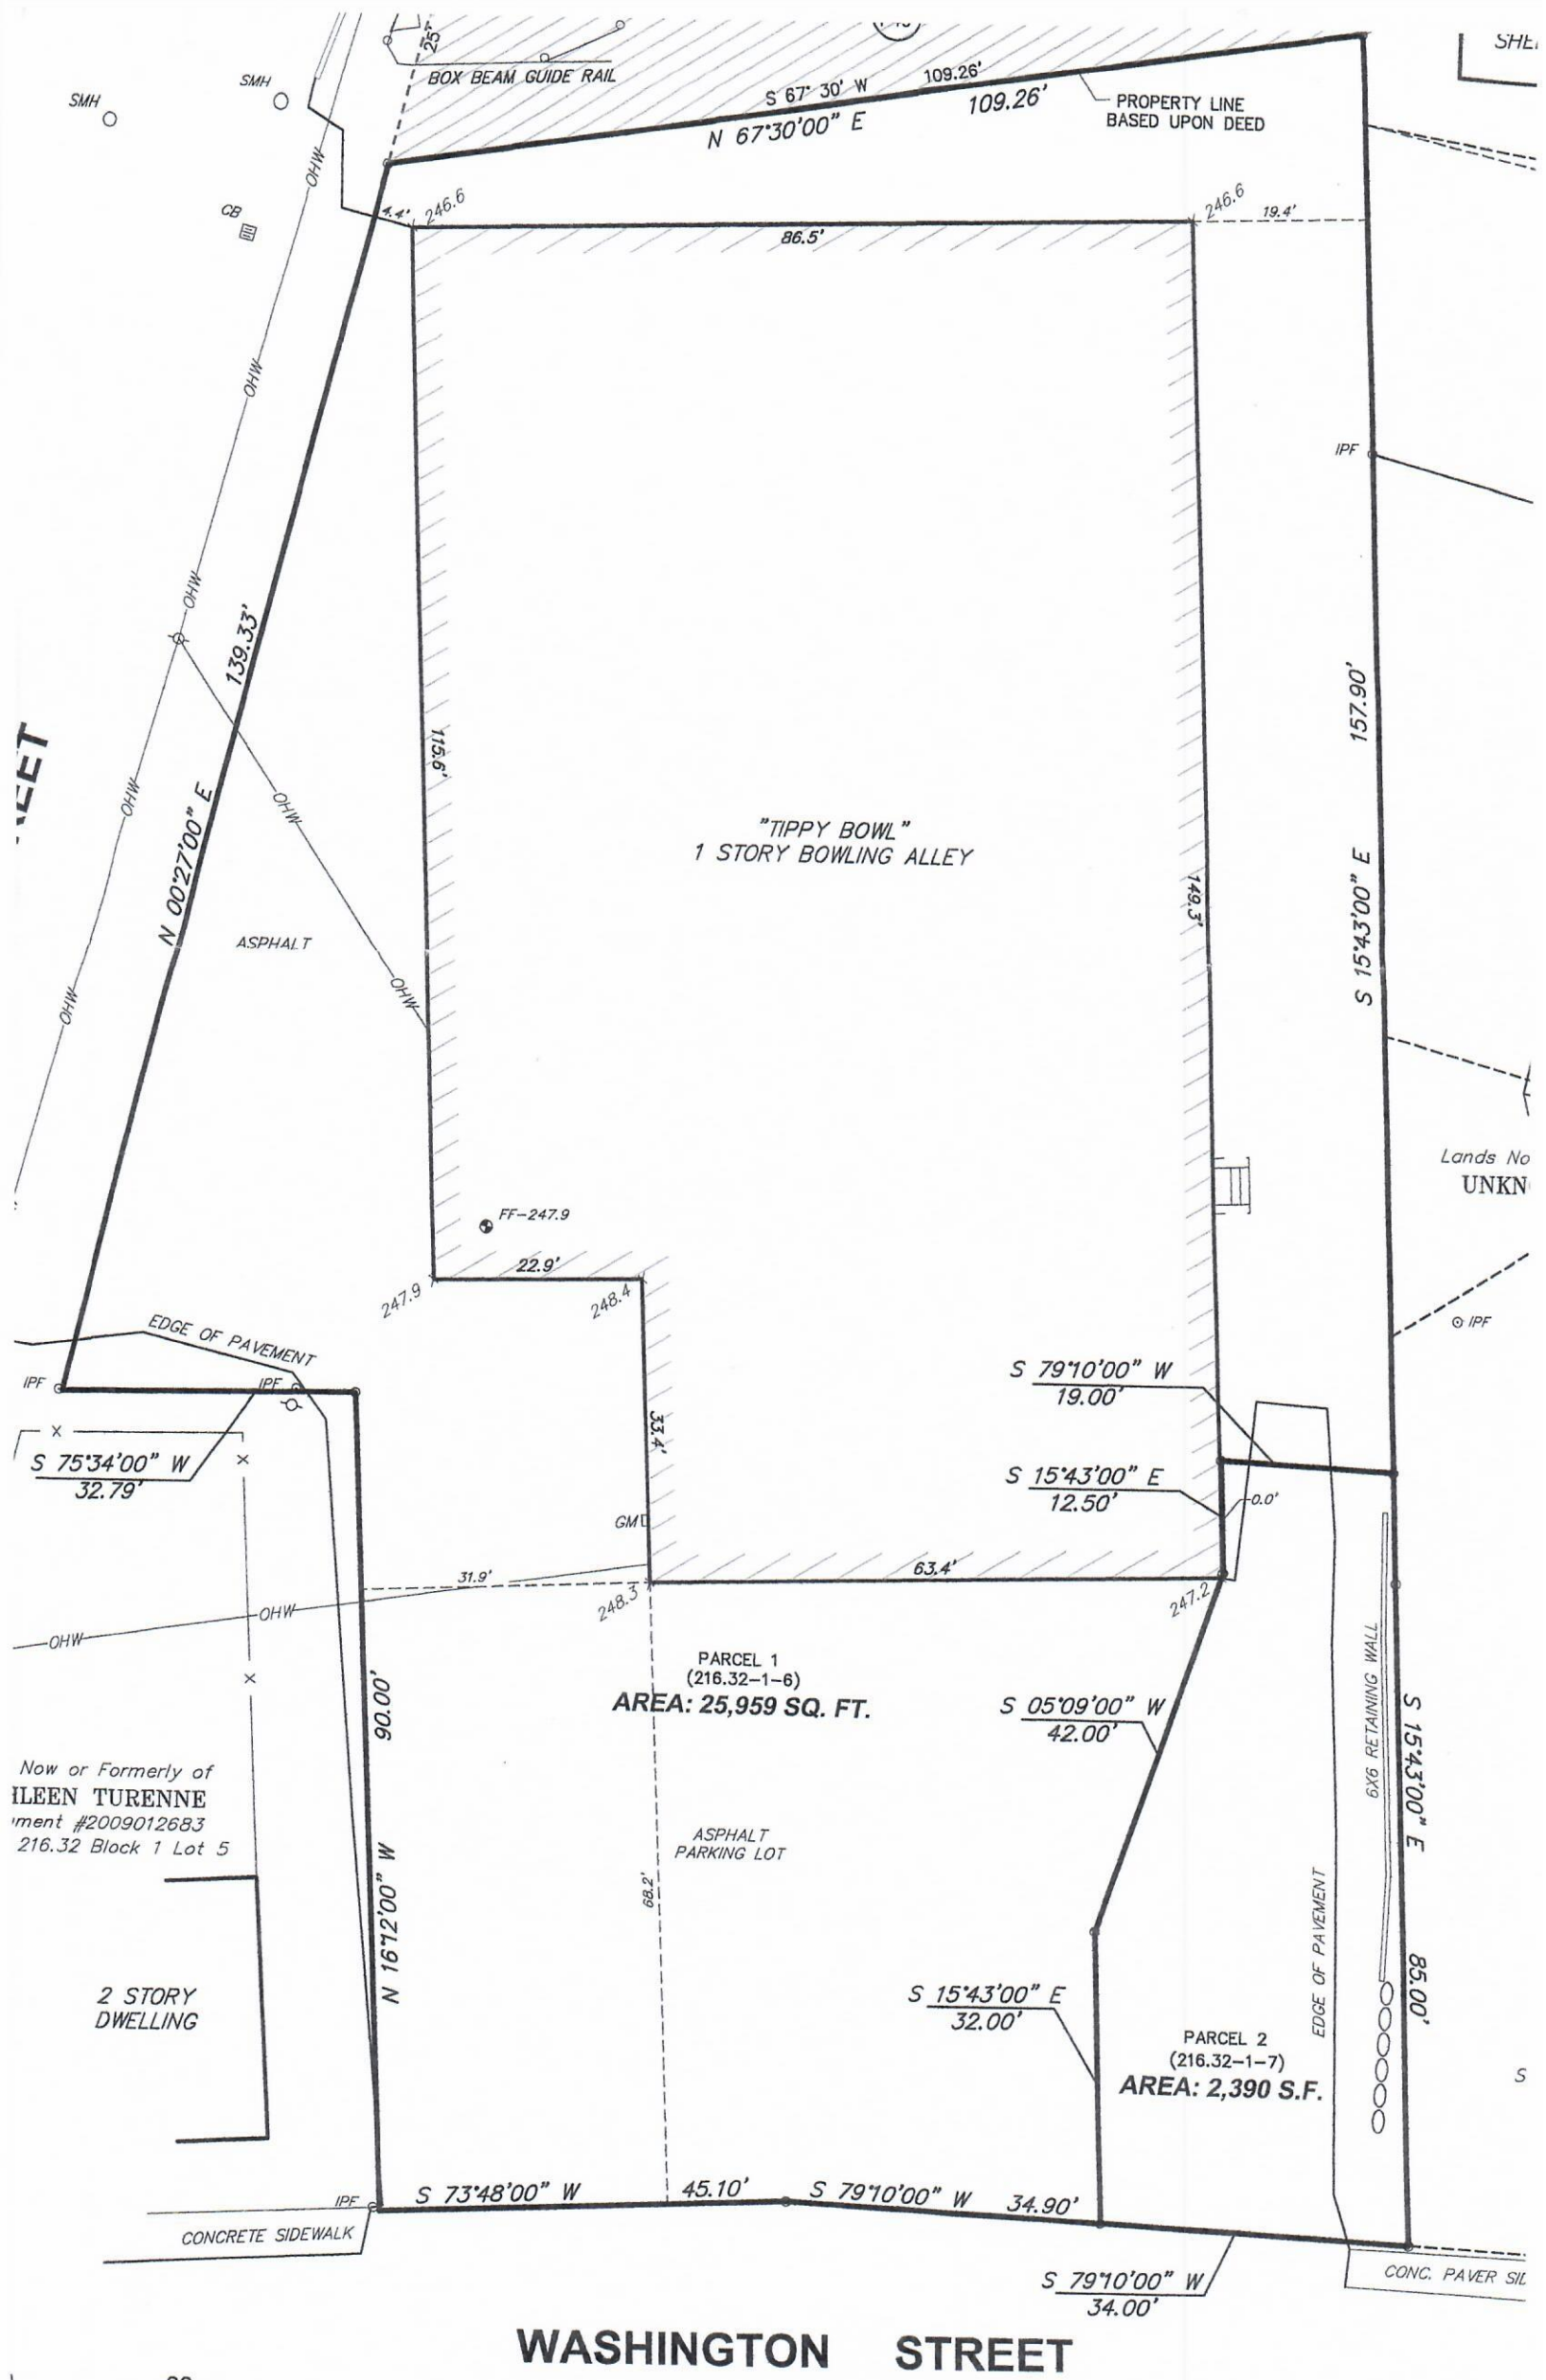 25'
SHE
SMH
SMH
BOX BEAM GUIDE RAIL
S 67° 30' W 109.26'
N 67°30'00" E 109.26'
PROPERTY LINE
BASED UPON DEED
OHW
CB
4.4'
246.6
86.5'
246.6
19.4'
OHW
IPF
OHW
139.33'
157.90'
REET
115.6'
OHW
OHW
N 00°27'00" E
"TIPPY BOWL"
1 STORY BOWLING ALLEY
149.3'
S 15°43'00" E
ASPHALT
OHW
OHW
Lands No
UNKN
FF-247.9
22.9'
247.9
248.4
EDGE OF PAVEMENT
IPF
IPF
IPF
S 79°10'00" W
19.00'
X
33.4'
X
S 75°34'00" W
32.79'
S 15°43'00" E
12.50'
0.0'
GM
63.4'
31.9'
248.3
247.2
OHW
OHW
X
PARCEL 1
(216.32-1-6)
AREA: 25,959 SQ. FT.
90.00'
S 05°09'00" W
42.00'
6X6 RETAINING WALL
S 15°43'00" E
Now or Formerly of
HLEEN TURENNE
ment #2009012683
216.32 Block 1 Lot 5
ASPHALT
PARKING LOT
68.2'
N 16°12'00" W
EDGE OF PAVEMENT
85.00'
2 STORY
DWELLING
S 15°43'00" E
32.00'
PARCEL 2
(216.32-1-7)
AREA: 2,390 S.F.
S
IPF
S 73°48'00" W 45.10'
S 79°10'00" W 34.90'
CONCRETE SIDEWALK
CONC. PAVER SID
S 79°10'00" W
34.00'
WASHINGTON STREET